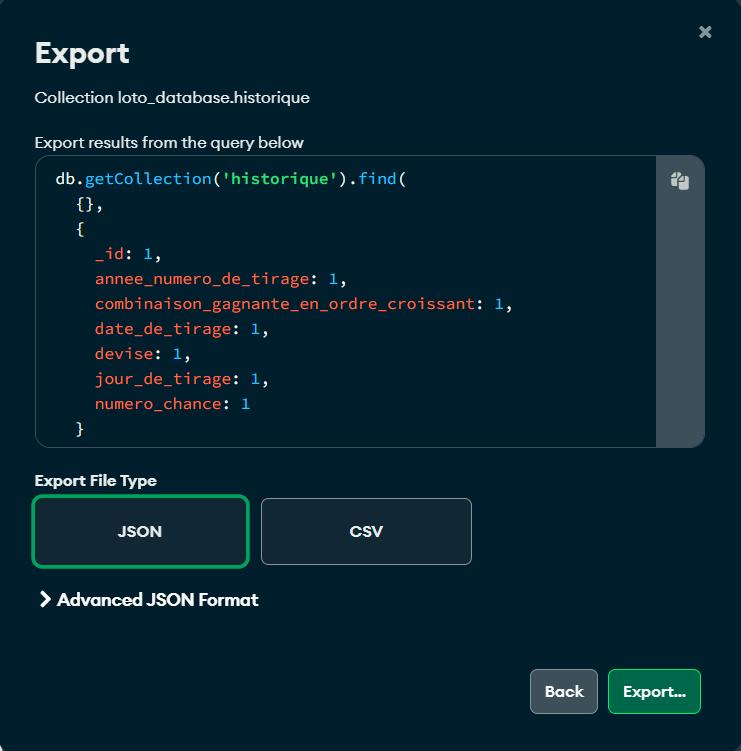 Export
Collection loto_database.historique
Export results from the query below
db.getCollection('historique').find(
  {},
  {
    _id: 1,
    annee_numero_de_tirage: 1,
    combinaison_gagnante_en_ordre_croissant: 1,
    date_de_tirage: 1,
    devise: 1,
    jour_de_tirage: 1,
    numero_chance: 1
  }
Export File Type
JSON
CSV
Advanced JSON Format
Back
Export...